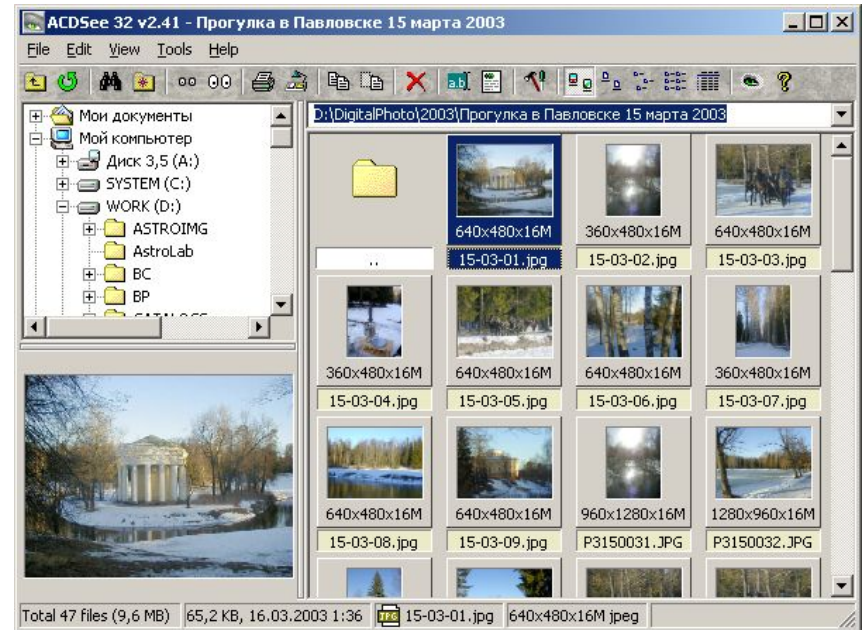 ACDSee 32 v2.41 - Прогулка в Павловске 15 марта 2003
File Edit View Tools Help
Мои документы
Мой компьютер
Диск 3,5 (A:)
SYSTEM (C:)
WORK (D:)
ASTROIMG
AstroLab
BC
BP
D:\DigitalPhoto\2003\Прогулка в Павловске 15 марта 2003
640x480x16M 360x480x16M 640x480x16M
.. 15-03-01.jpg 15-03-02.jpg 15-03-03.jpg
360x480x16M 640x480x16M 640x480x16M 360x480x16M
15-03-04.jpg 15-03-05.jpg 15-03-06.jpg 15-03-07.jpg
640x480x16M 640x480x16M 960x1280x16M 1280x960x16M
15-03-08.jpg 15-03-09.jpg P3150031.JPG P3150032.JPG
Total 47 files (9,6 MB) 65,2 KB, 16.03.2003 1:36 15-03-01.jpg 640x480x16M jpeg